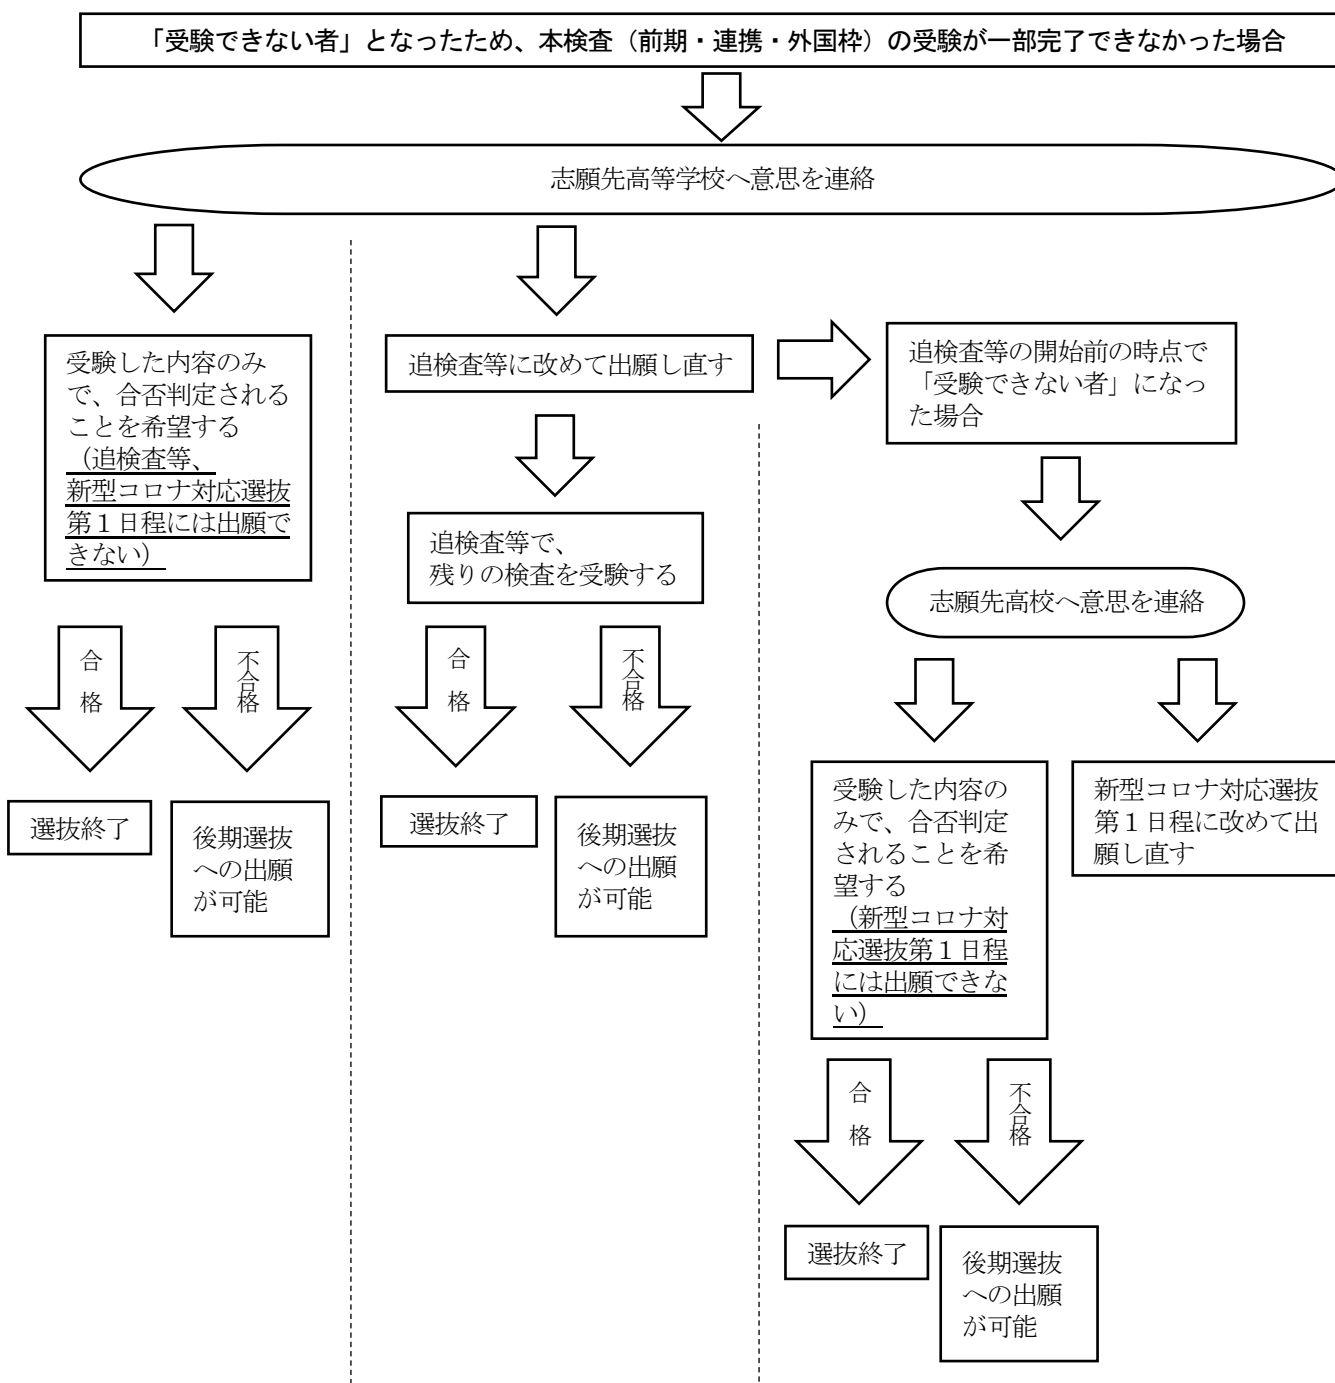 「受験できない者」となったため、本検査（前期・連携・外国枠）の受験が一部完了できなかった場合
志願先高等学校へ意思を連絡
受験した内容のみ
で、合否判定される
ことを希望する
（追検査等、
新型コロナ対応選抜
第１日程には出願で
きない）
合格
不合格
選抜終了
後期選抜
への出願
が可能
追検査等に改めて出願し直す
追検査等で、
残りの検査を受験する
合格
不合格
選抜終了
後期選抜
への出願
が可能
追検査等の開始前の時点で
「受験できない者」になっ
た場合
志願先高校へ意思を連絡
受験した内容の
みで、合否判定
されることを希
望する
（新型コロナ対
応選抜第１日程
には出願できな
い）
新型コロナ対応選抜
第１日程に改めて出
願し直す
合格
不合格
選抜終了
後期選抜
への出願
が可能